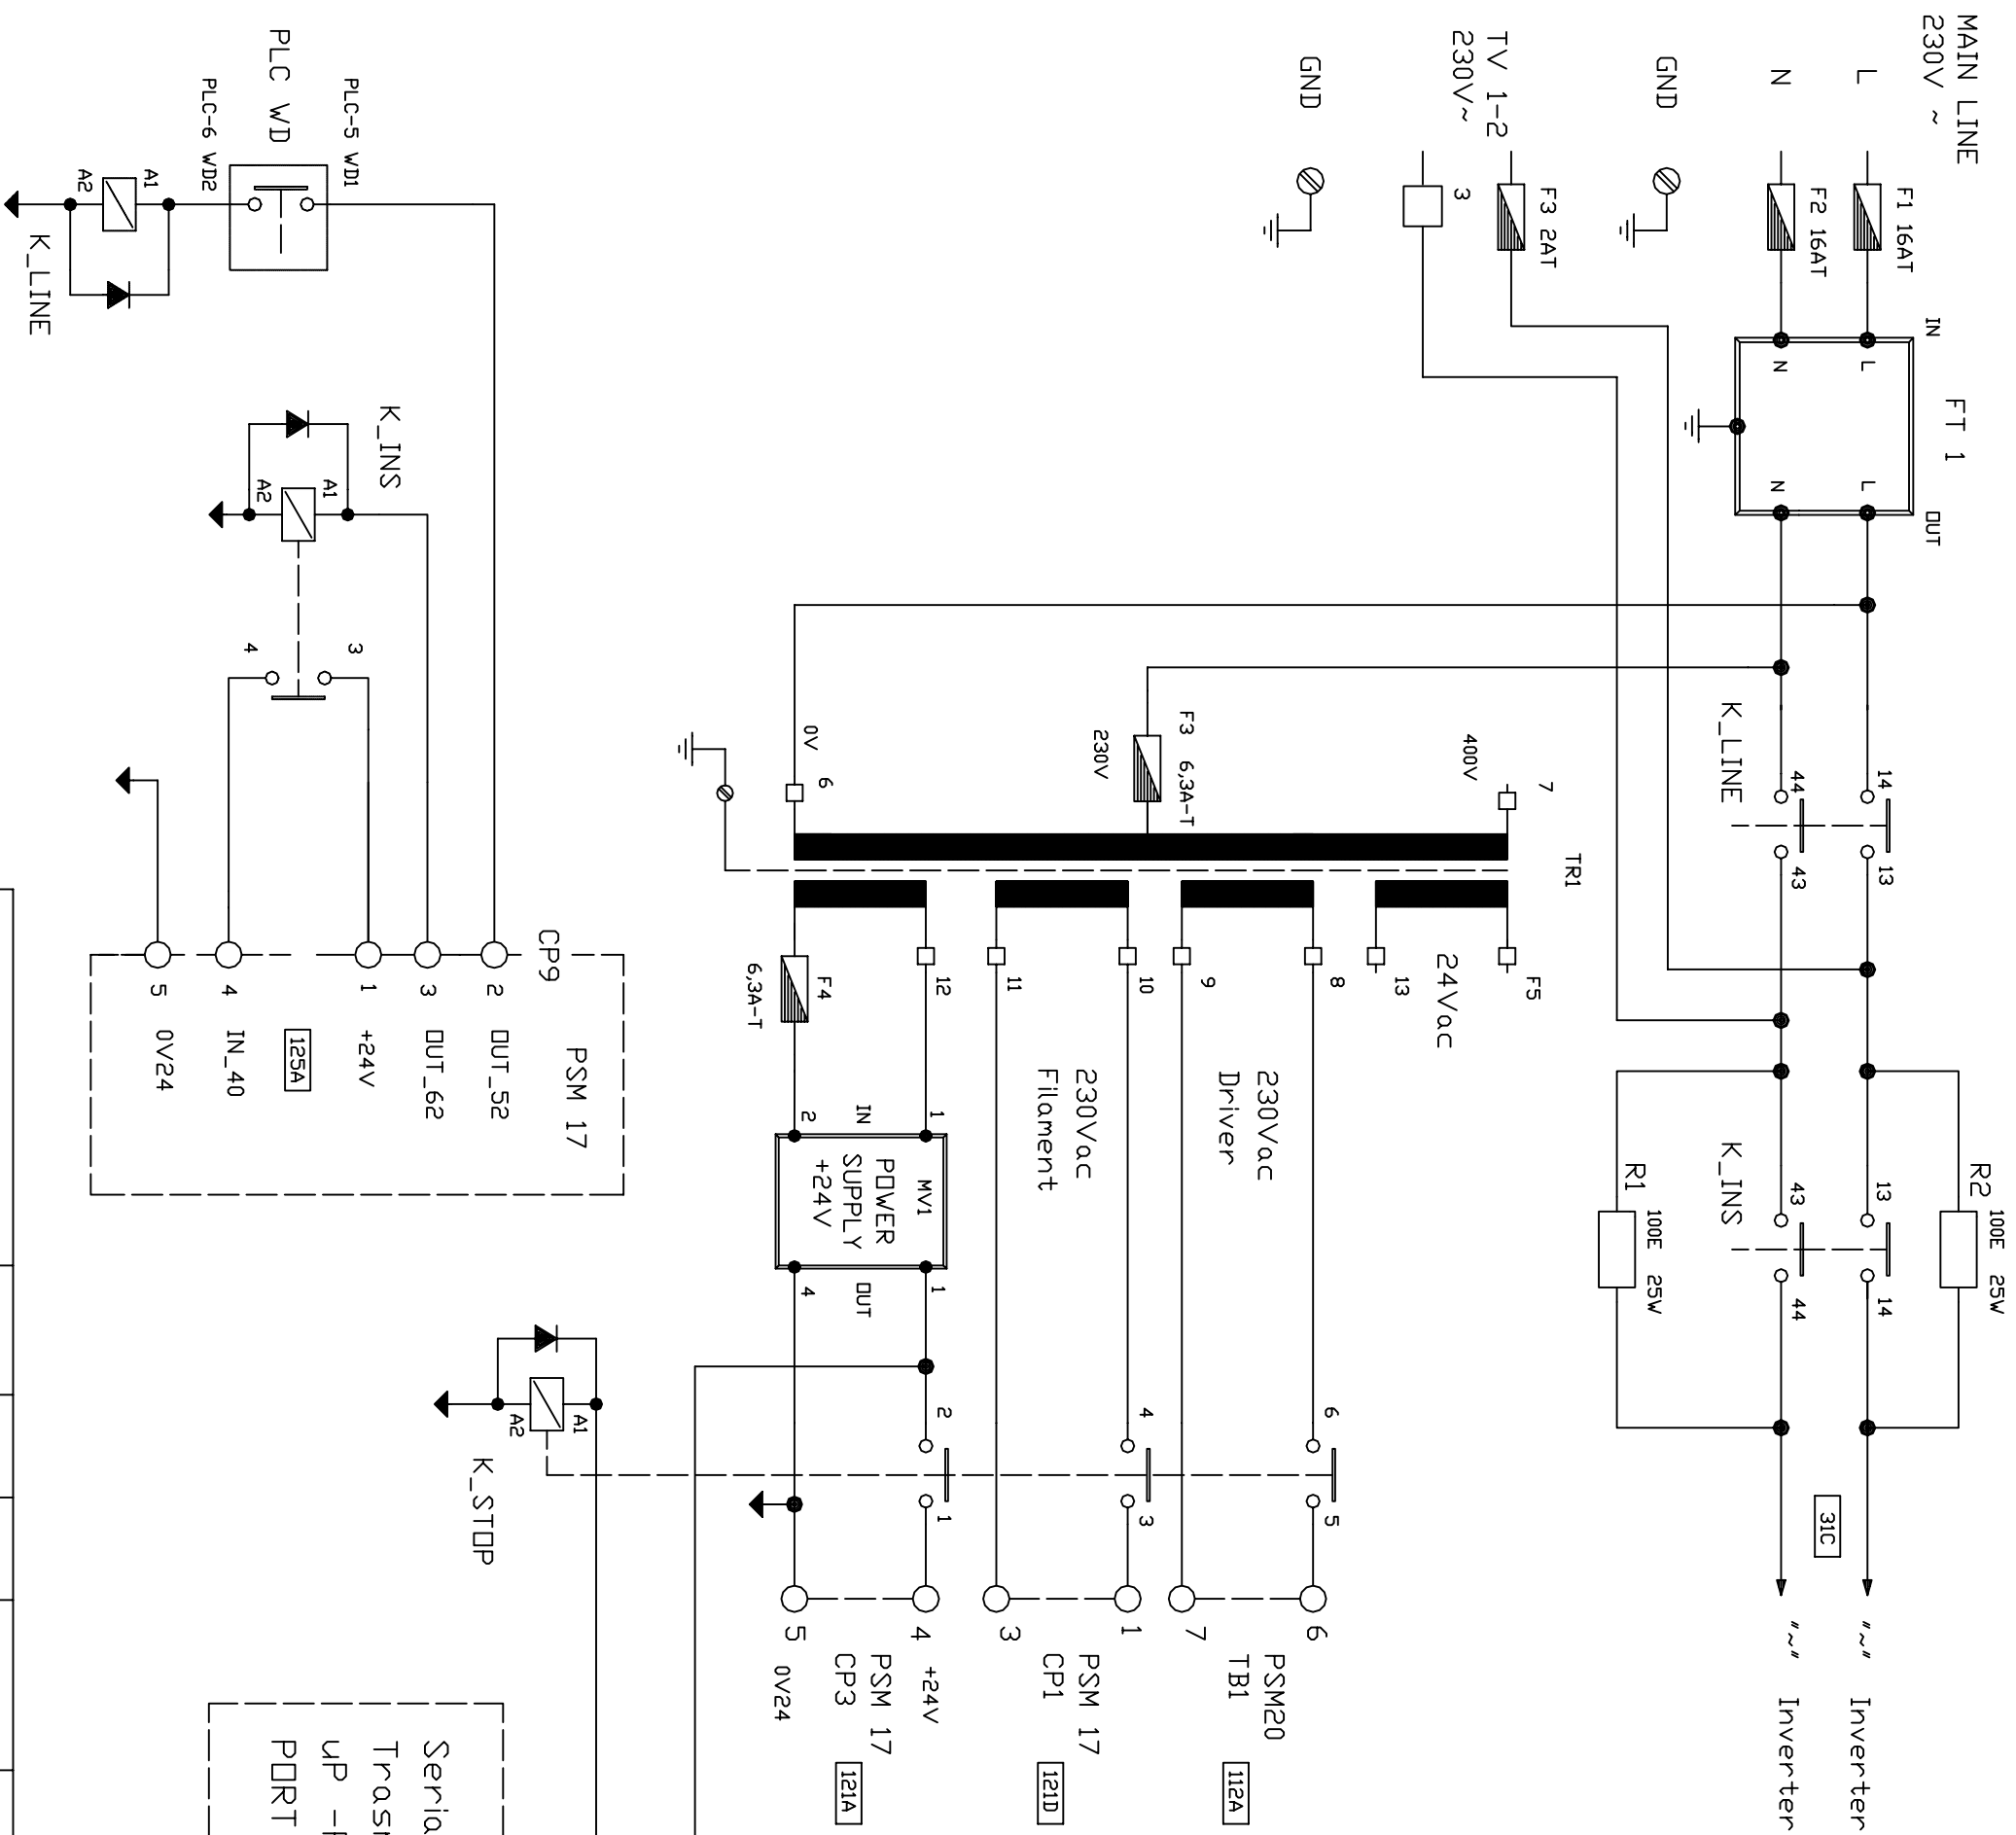 MAIN LINE
230V ~
L
N
GND
TV 1-2
230V~
GND
F1 16AT
F2 16AT
F3 2AT
3
IN
FT 1
OUT
L
N
L
N
K_LINE
14
44
13
43
R2
100E 25W
R1
100E 25W
K_INS
13
43
14
44
31C
"~" Inverter
"~" Inverter
7
400V
F3 6,3A-T
230V
6
0V
TR1
F5
24Vac
13
8
230Vac
Driver
9
10
230Vac
Filament
11
12
F4
6,3A-T
IN
1
2
MV1
POWER
SUPPLY
+24V
OUT
1
4
6
5
4
3
2
1
6
PSM20
TB1
7
112A
1
PSM 17
CP1
3
121D
4
+24V
PSM 17
CP3
5
0V24
121A
PLC WD
PLC-5 WD1
PLC-6 WD2
A1
A2
K_LINE
K_INS
A1
A2
3
4
CP9
PSM 17
2 OUT_52
3 OUT_62
1 +24V
125A
4 IN_40
5 0V24
A1
A2
K_STOP
PORT